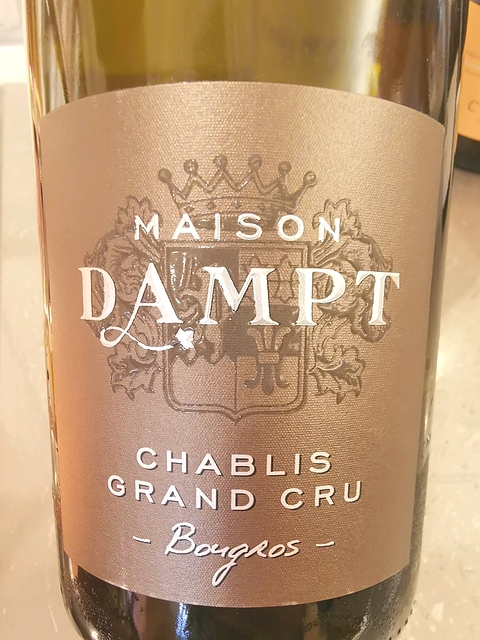 MAISON
DAMPT
CHABLIS
GRAND CRU
- Bougros -